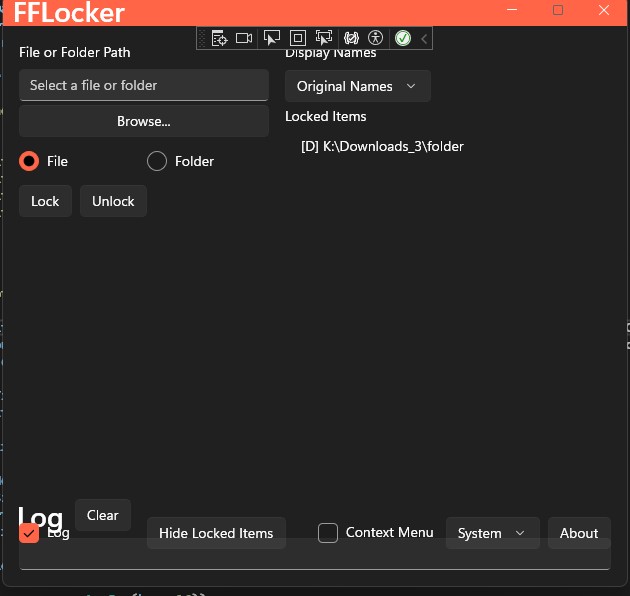 FFLocker
File or Folder Path
Display Names
Select a file or folder
Original Names
Browse...
Locked Items
[D] K:\Downloads_3\folder
File
Folder
Lock
Unlock
Log
Clear
Log
Hide Locked Items
Context Menu
System
About